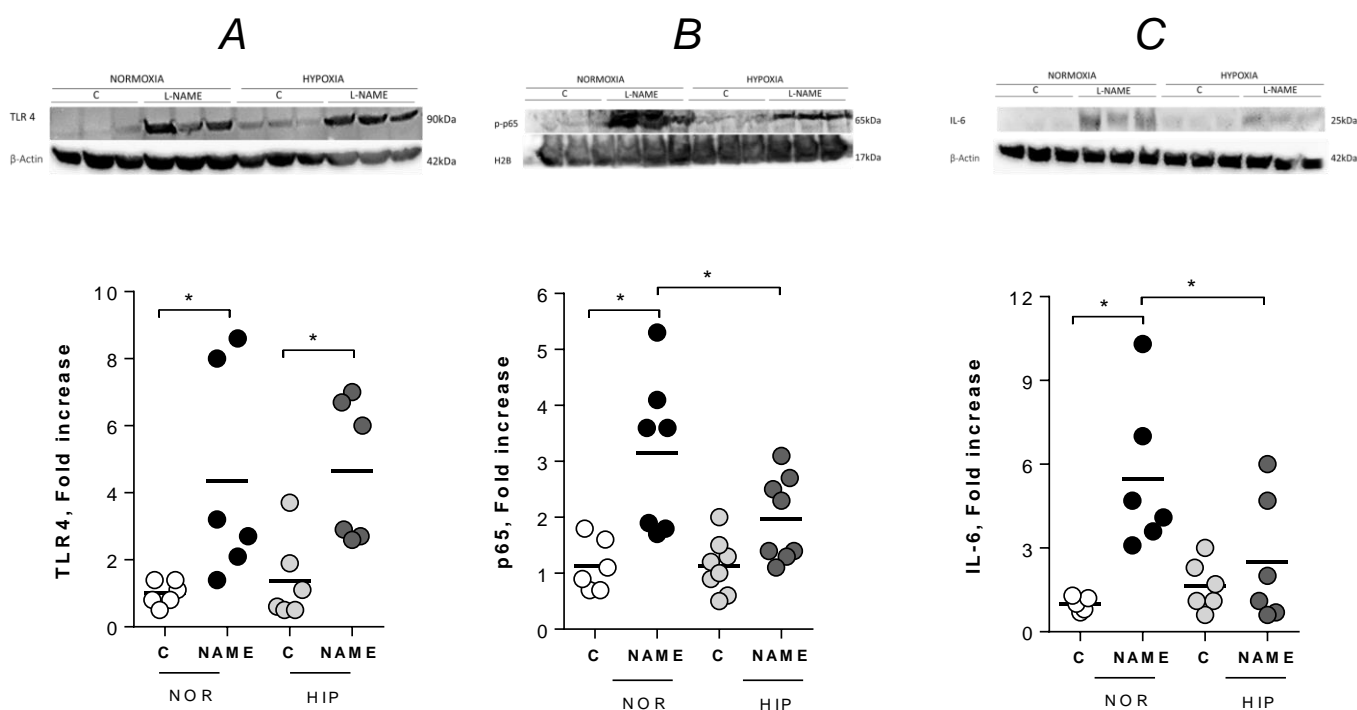 A
NORMOXIA HYPOXIA
C L-NAME C L-NAME
TLR 4 90kDa
β-Actin 42kDa
10
8
6
4
2
0
TLR4, Fold increase
* *
C NAME C NAME
NOR HIP
B
NORMOXIA HYPOXIA
C L-NAME C L-NAME
p-p65 65kDa
H2B 17kDa
6
5
4
3
2
1
0
p65, Fold increase
* *
C NAME C NAME
NOR HIP
C
NORMOXIA HYPOXIA
C L-NAME C L-NAME
IL-6 25kDa
β-Actin 42kDa
12
9
6
3
0
IL-6, Fold increase
* *
C NAME C NAME
NOR HIP